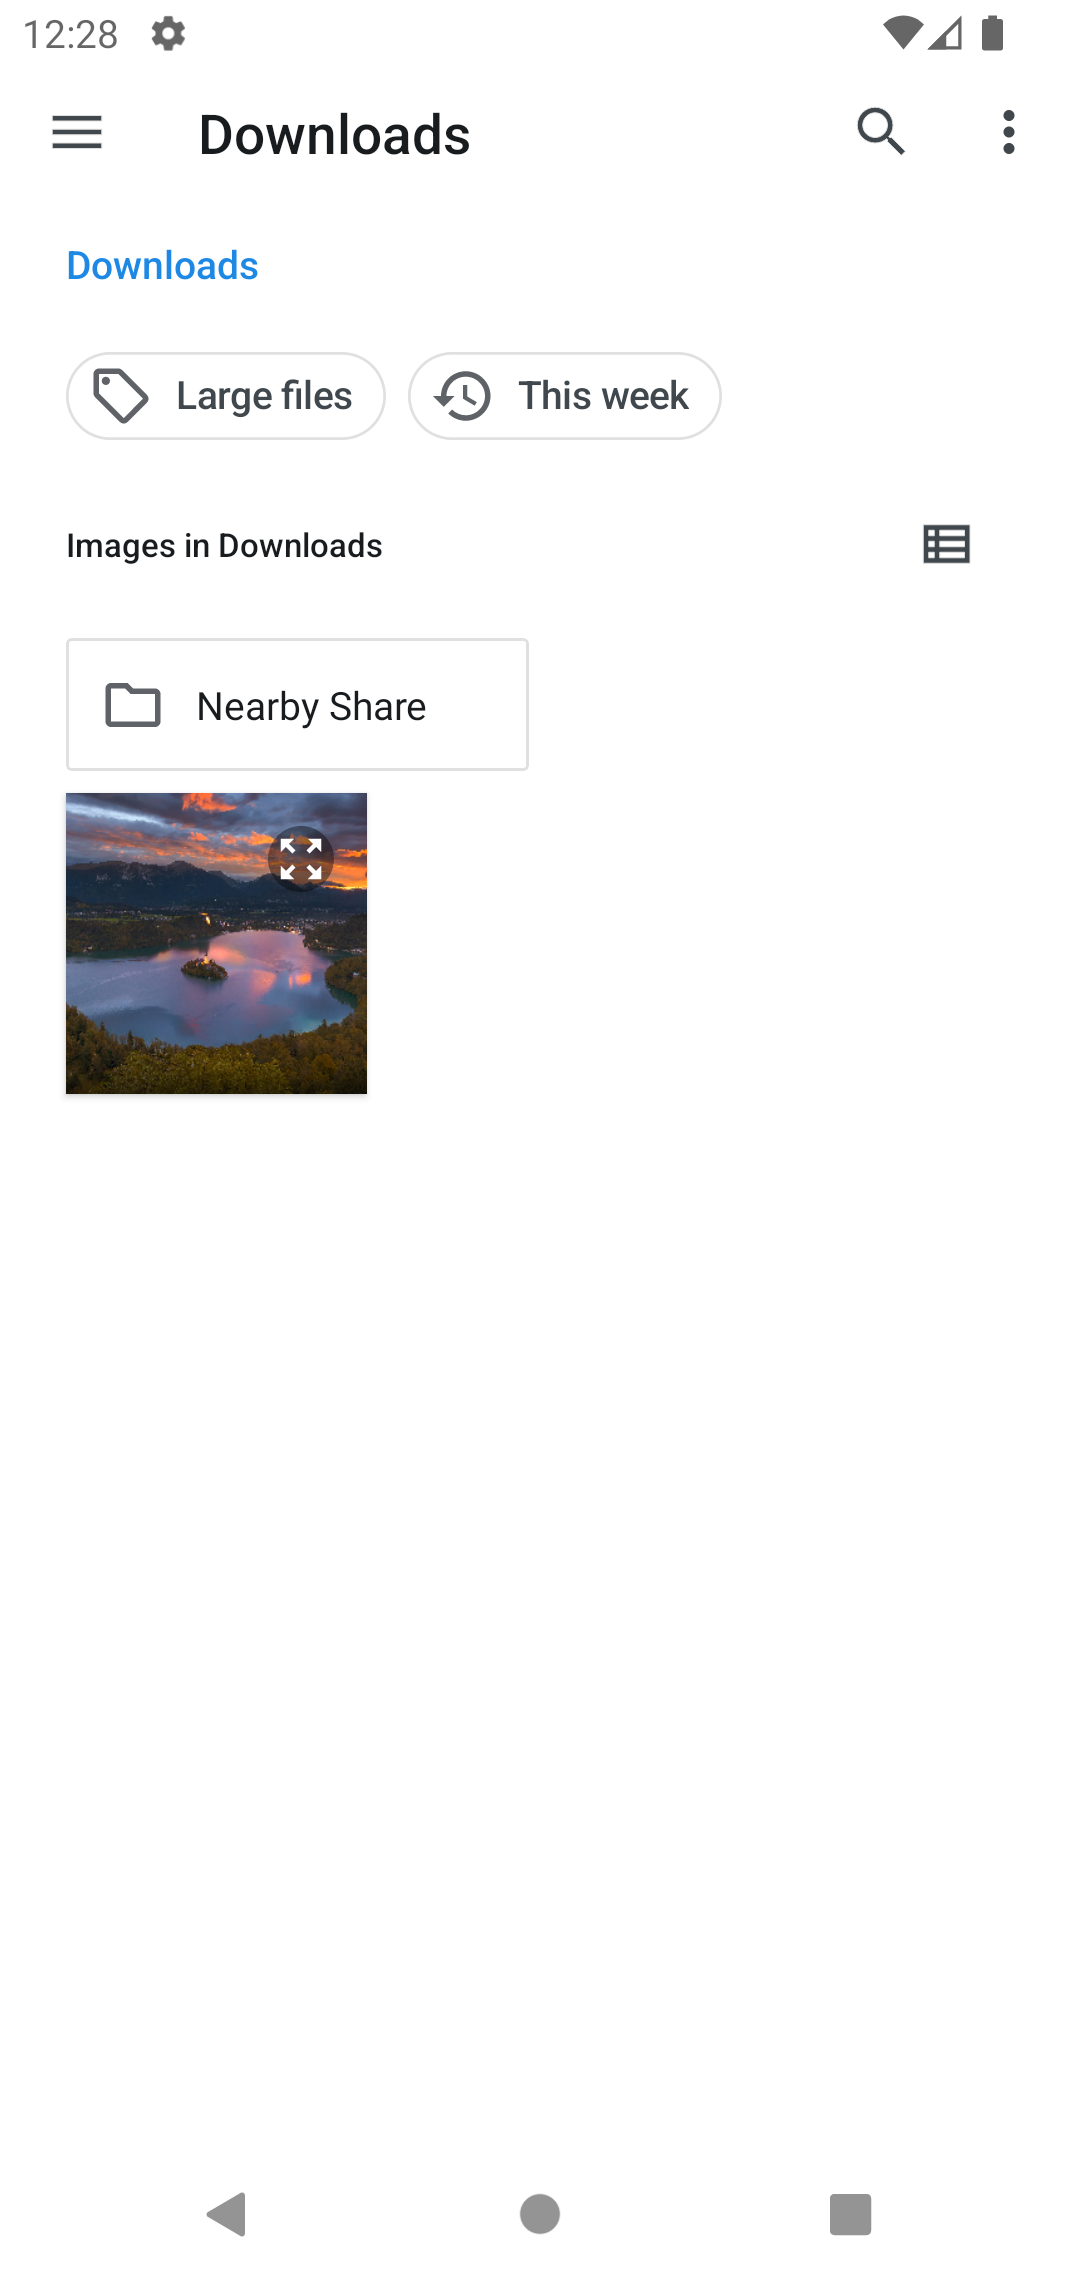 12:28
Downloads
Downloads
Large files
This week
Images in Downloads
Nearby Share